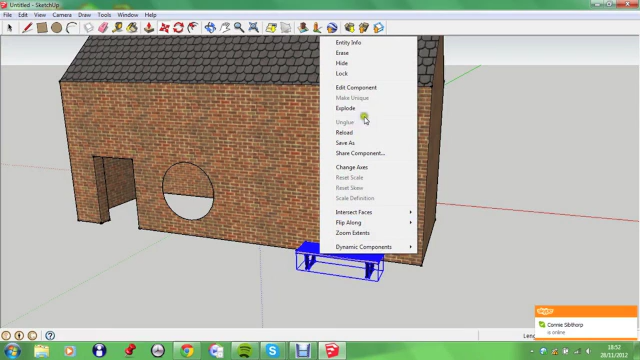 Untitled - SketchUp
File Edit View Camera Draw Tools Window Help
Entity Info
Erase
Hide
Lock
Edit Component
Make Unique
Explode
Unglue
Reload
Save As
Share Component...
Change Axes
Reset Scale
Reset Skew
Scale Definition
Intersect Faces
Flip Along
Zoom Extents
Dynamic Components
Connie Sibthorp
is online
18:52
28/11/2012